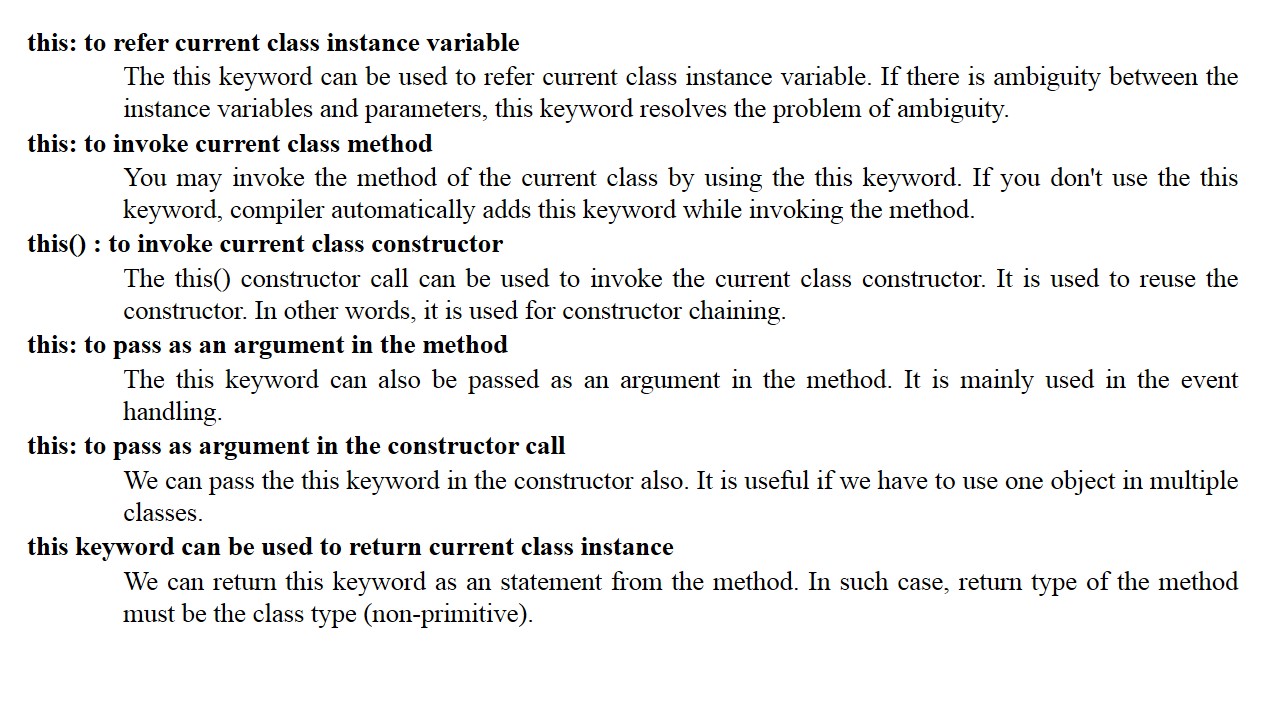 this: to refer current class instance variable
The this keyword can be used to refer current class instance variable. If there is ambiguity between the
instance variables and parameters, this keyword resolves the problem of ambiguity.
this: to invoke current class method
You may invoke the method of the current class by using the this keyword. If you don't use the this
keyword, compiler automatically adds this keyword while invoking the method.
this() : to invoke current class constructor
The this() constructor call can be used to invoke the current class constructor. It is used to reuse the
constructor. In other words, it is used for constructor chaining.
this: to pass as an argument in the method
The this keyword can also be passed as an argument in the method. It is mainly used in the event
handling.
this: to pass as argument in the constructor call
We can pass the this keyword in the constructor also. It is useful if we have to use one object in multiple
classes.
this keyword can be used to return current class instance
We can return this keyword as an statement from the method. In such case, return type of the method
must be the class type (non-primitive).